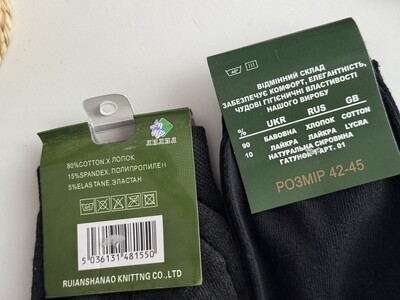 80%COTTON.Х ЛОПОК
15%SPANDEX. ПОЛИПРОПИЛЕН
5%ELASTANE.ЭЛАСТАН
5 036131 481550
RUIANSHANAO KNITTNG CO.,LTD
ВІДМІННИЙ СКЛАД
ЗАБЕЗПЕЧУЄ КОМФОРТ, ЕЛЕГАНТНІСТЬ,
ЧУДОВІ ГІГІЄНИЧНІ ВЛАСТИВОСТІ
НАШОГО ВИРОБУ
% UKR RUS GB
90 БАВОВНА ХЛОПОК COTTON
10 ЛАЙКРА ЛАЙКРА LYCRA
НАТУРАЛЬНА СИРОВИНА
ГАТУНОК 1 АРТ. 01
РОЗМІР 42-45